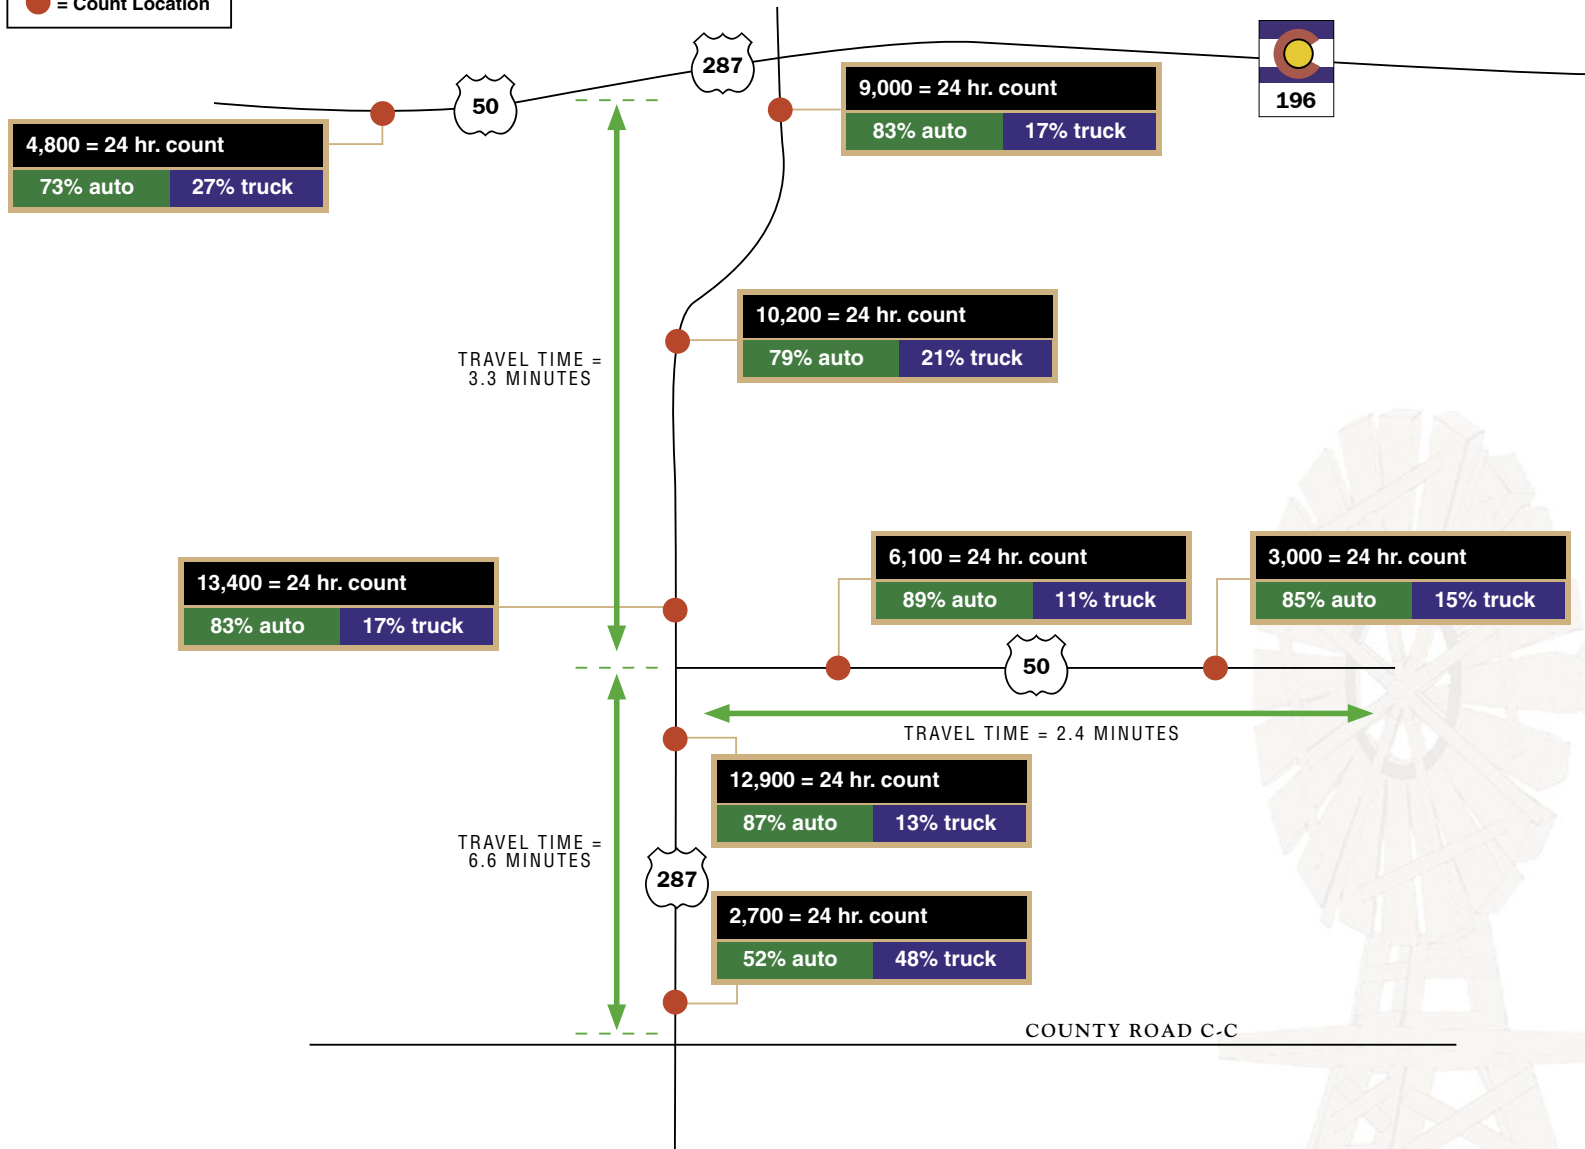 = Count Location
287
50
196
9,000 = 24 hr. count
83% auto 17% truck
4,800 = 24 hr. count
73% auto 27% truck
10,200 = 24 hr. count
79% auto 21% truck
TRAVEL TIME =
3.3 MINUTES
13,400 = 24 hr. count
83% auto 17% truck
6,100 = 24 hr. count
89% auto 11% truck
3,000 = 24 hr. count
85% auto 15% truck
50
TRAVEL TIME = 2.4 MINUTES
12,900 = 24 hr. count
87% auto 13% truck
TRAVEL TIME =
6.6 MINUTES
287
2,700 = 24 hr. count
52% auto 48% truck
COUNTY ROAD C-C